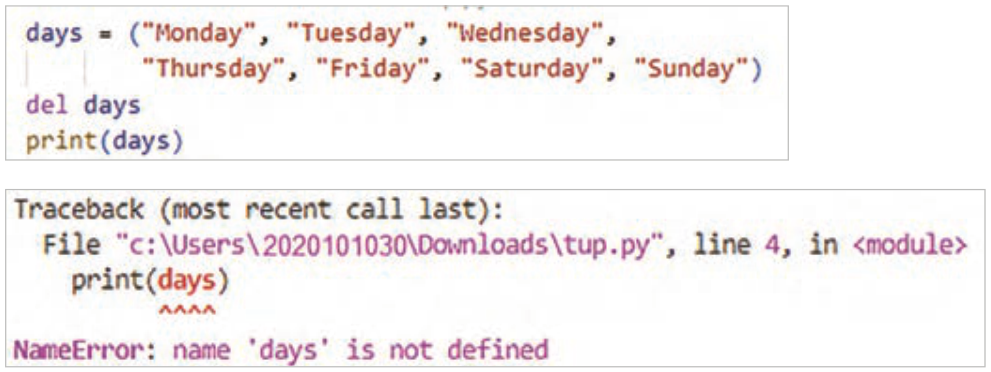 days = ("Monday", "Tuesday", "Wednesday",
"Thursday", "Friday", "Saturday", "Sunday")
del days
print(days)
Traceback (most recent call last):
File "c:\Users\2020101030\Downloads\tup.py", line 4, in <module>
print(days)
^^^^
NameError: name 'days' is not defined